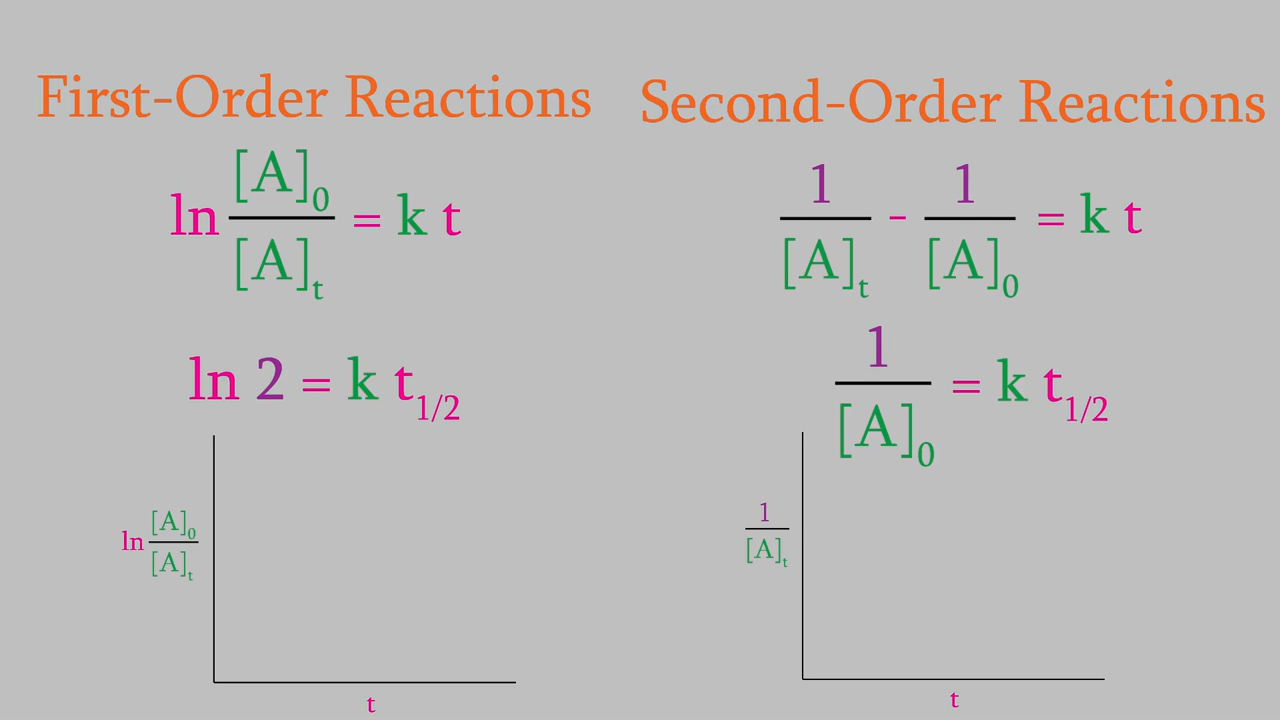 First-Order Reactions
ln [A]₀ / [A]ₜ = k t
ln 2 = k t₁/₂
ln [A]₀ / [A]ₜ
t
Second-Order Reactions
1 / [A]ₜ - 1 / [A]₀ = k t
1 / [A]₀ = k t₁/₂
1 / [A]ₜ
t